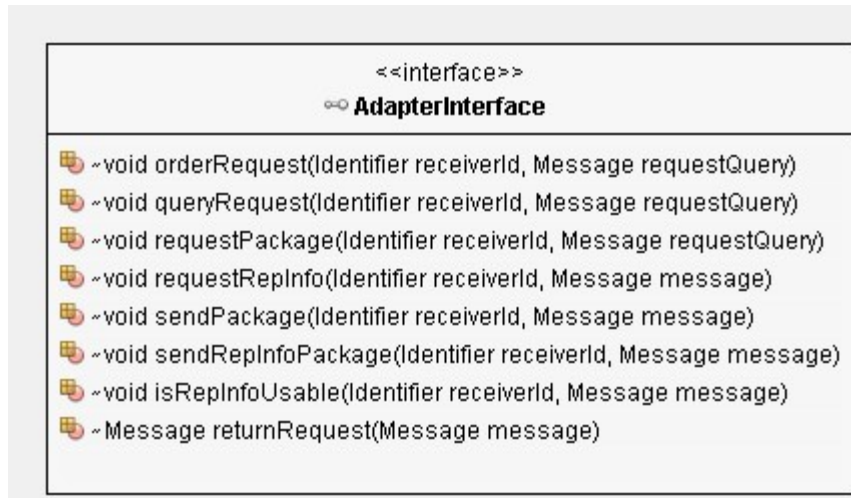 <<interface>>
AdapterInterface
~void orderRequest(Identifier receiverId, Message requestQuery)
~void queryRequest(Identifier receiverId, Message requestQuery)
~void requestPackage(Identifier receiverId, Message requestQuery)
~void requestRepInfo(Identifier receiverId, Message message)
~void sendPackage(Identifier receiverId, Message message)
~void sendRepInfoPackage(Identifier receiverId, Message message)
~void isRepInfoUsable(Identifier receiverId, Message message)
~Message returnRequest(Message message)